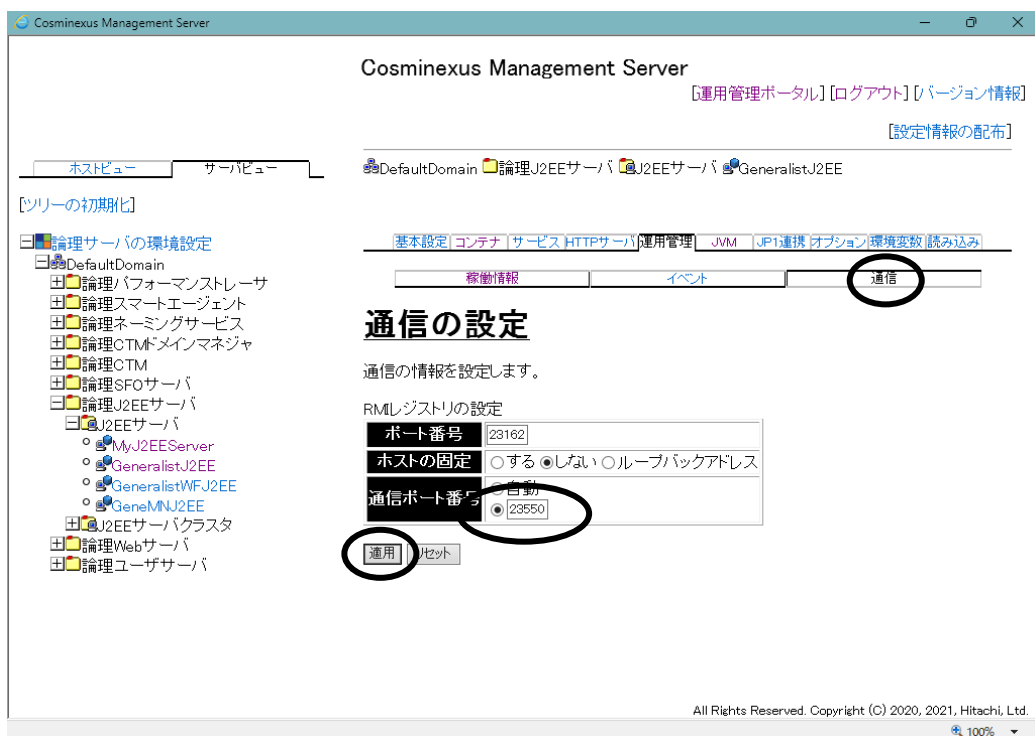 Cosminexus Management Server
Cosminexus Management Server
[運用管理ポータル] [ログアウト] [バージョン情報]
[設定情報の配布]
ホストビュー サーバビュー
DefaultDomain 論理J2EEサーバ J2EEサーバ GeneralistJ2EE
[ツリーの初期化]
論理サーバの環境設定
DefaultDomain
論理パフォーマンストレーサ
論理スマートエージェント
論理ネーミングサービス
論理CTMドメインマネジャ
論理CTM
論理SFOサーバ
論理J2EEサーバ
J2EEサーバ
MyJ2EEServer
GeneralistJ2EE
GeneralistWFJ2EE
GeneMNJ2EE
J2EEサーバクラスタ
論理Webサーバ
論理ユーザサーバ
基本設定 コンテナ サービス HTTPサーバ 運用管理 JVM JP1連携 オプション 環境変数 読み込み
稼働情報 イベント 通信
通信の設定
通信の情報を設定します。
RMIレジストリの設定
ポート番号 23162
ホストの固定 する しない ループバックアドレス
通信ポート番号 自動
23550
適用 リセット
All Rights Reserved. Copyright (C) 2020, 2021, Hitachi, Ltd.
100%